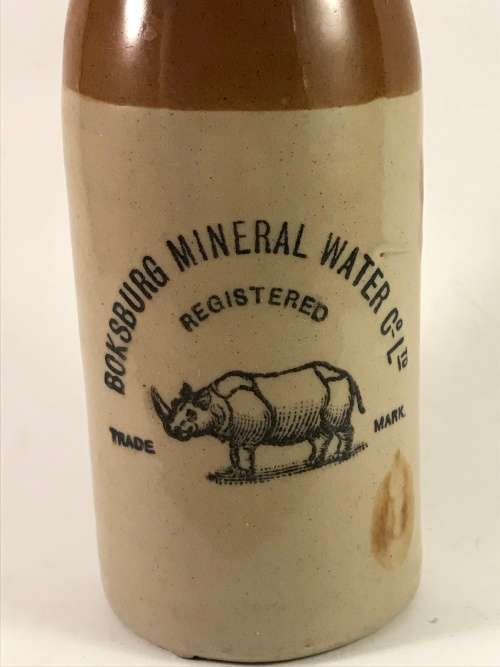 BOKSBURG MINERAL WATER Co. LTD
REGISTERED
TRADE MARK.